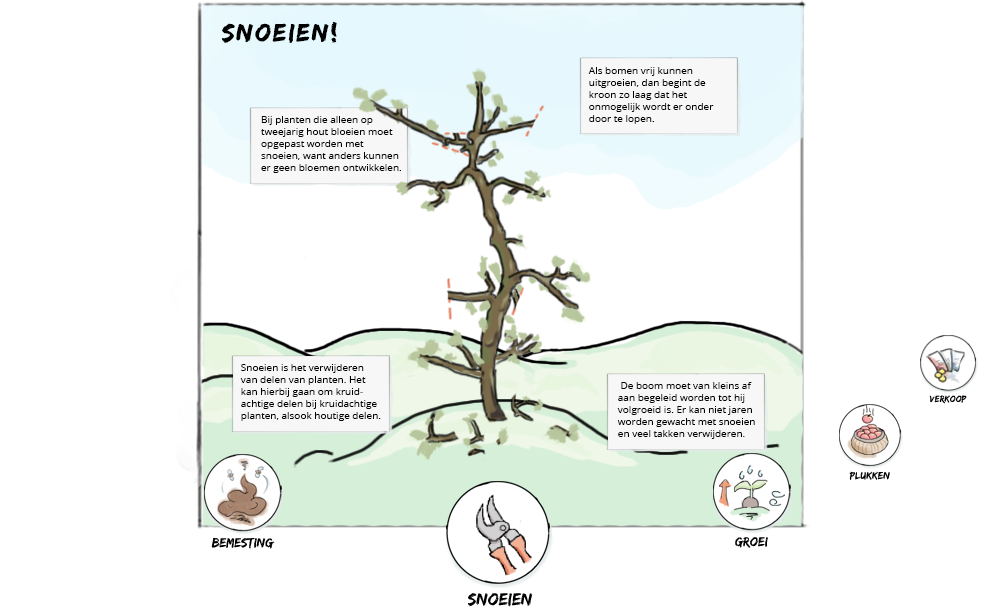 SNOEIEN!
Als bomen vrij kunnen
uitgroeien, dan begint de
kroon zo laag dat het
onmogelijk wordt er onder
door te lopen.
Bij planten die alleen op
tweejarig hout bloeien moet
opgepast worden met
snoeien, want anders kunnen
er geen bloemen ontwikkelen.
Snoeien is het verwijderen
van delen van planten. Het
kan hierbij gaan om kruid-
achtige delen bij kruidachtige
planten, alsook houtige delen.
De boom moet van kleins af
aan begeleid worden tot hij
volgroeid is. Er kan niet jaren
worden gewacht met snoeien
en veel takken verwijderen.
VERKOOP
PLUKKEN
BEMESTING
GROEI
SNOEIEN